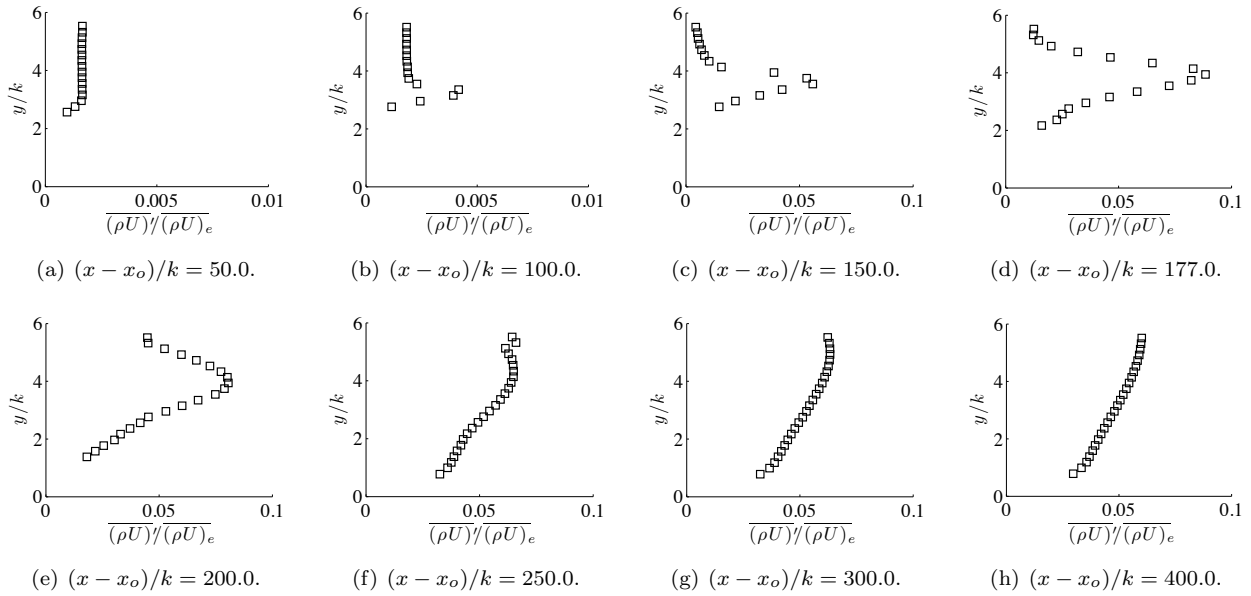 6
4
2
0
y/k
0
0.005
0.01
(ρU)′/(ρU)e
(a) (x − xo)/k = 50.0.
6
4
2
0
y/k
0
0.005
0.01
(ρU)′/(ρU)e
(b) (x − xo)/k = 100.0.
6
4
2
0
y/k
0
0.05
0.1
(ρU)′/(ρU)e
(c) (x − xo)/k = 150.0.
6
4
2
0
y/k
0
0.05
0.1
(ρU)′/(ρU)e
(d) (x − xo)/k = 177.0.
6
4
2
0
y/k
0
0.05
0.1
(ρU)′/(ρU)e
(e) (x − xo)/k = 200.0.
6
4
2
0
y/k
0
0.05
0.1
(ρU)′/(ρU)e
(f) (x − xo)/k = 250.0.
6
4
2
0
y/k
0
0.05
0.1
(ρU)′/(ρU)e
(g) (x − xo)/k = 300.0.
6
4
2
0
y/k
0
0.05
0.1
(ρU)′/(ρU)e
(h) (x − xo)/k = 400.0.